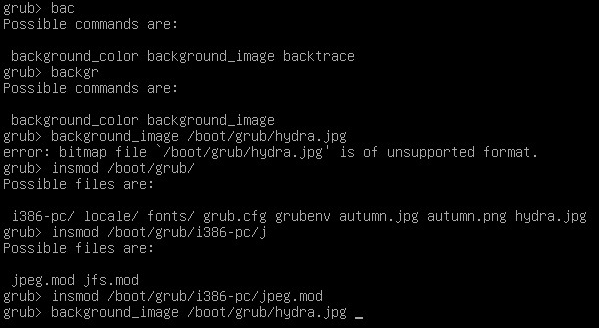 grub> bac
Possible commands are:
background_color background_image backtrace
grub> backgr
Possible commands are:
background_color background_image
grub> background_image /boot/grub/hydra.jpg
error: bitmap file `/boot/grub/hydra.jpg' is of unsupported format.
grub> insmod /boot/grub/
Possible files are:
i386-pc/ locale/ fonts/ grub.cfg grubenv autumn.jpg autumn.png hydra.jpg
grub> insmod /boot/grub/i386-pc/j
Possible files are:
jpeg.mod jfs.mod
grub> insmod /boot/grub/i386-pc/jpeg.mod
grub> background_image /boot/grub/hydra.jpg _